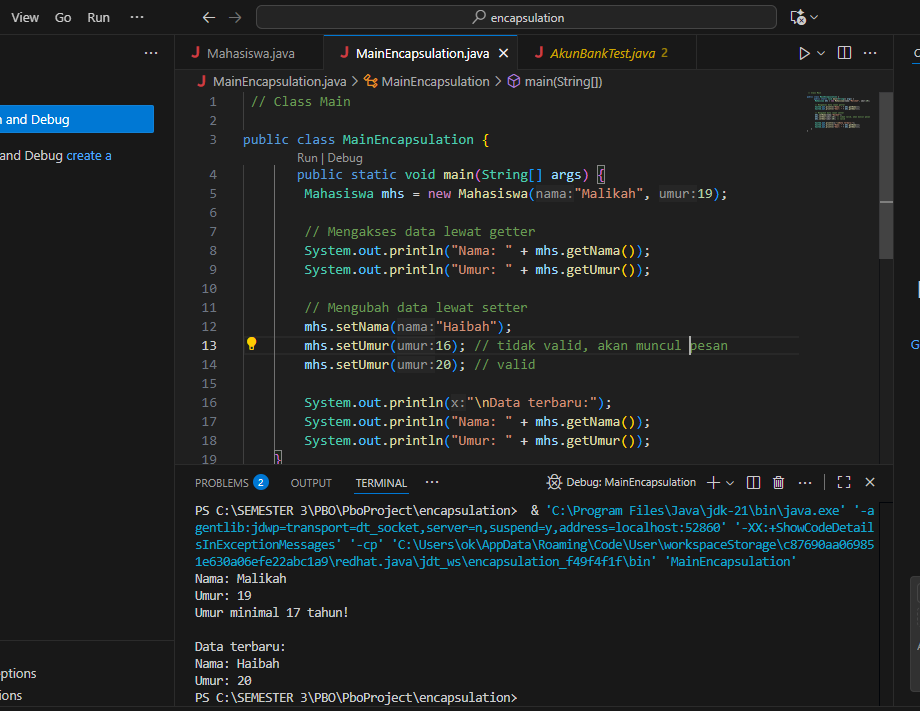 View Go Run ··· encapsulation
Mahasiswa.java MainEncapsulation.java AkunBankTest.java 2
MainEncapsulation.java > MainEncapsulation > main(String[])
and Debug
and Debug create a
1 // Class Main
2
3 public class MainEncapsulation {
Run | Debug
4 public static void main(String[] args) {
5 Mahasiswa mhs = new Mahasiswa(nama:"Malikah", umur:19);
6
7 // Mengakses data lewat getter
8 System.out.println("Nama: " + mhs.getNama());
9 System.out.println("Umur: " + mhs.getUmur());
10
11 // Mengubah data lewat setter
12 mhs.setNama(nama:"Haibah");
13 mhs.setUmur(umur:16); // tidak valid, akan muncul pesan
14 mhs.setUmur(umur:20); // valid
15
16 System.out.println(x:"\nData terbaru:");
17 System.out.println("Nama: " + mhs.getNama());
18 System.out.println("Umur: " + mhs.getUmur());
19 }
PROBLEMS 2 OUTPUT TERMINAL ··· Debug: MainEncapsulation
PS C:\SEMESTER 3\PBO\PboProject\encapsulation> & 'C:\Program Files\Java\jdk-21\bin\java.exe' '-a
gentlib:jdwp=transport=dt_socket,server=n,suspend=y,address=localhost:52860' '-XX:+ShowCodeDetail
sInExceptionMessages' '-cp' 'C:\Users\ok\AppData\Roaming\Code\User\workspaceStorage\c87690aa06985
1e630a06efe22abc1a9\redhat.java\jdt_ws\encapsulation_f49f4f1f\bin' 'MainEncapsulation'
Nama: Malikah
Umur: 19
Umur minimal 17 tahun!
Data terbaru:
Nama: Haibah
Umur: 20
PS C:\SEMESTER 3\PBO\PboProject\encapsulation>
ptions
ions